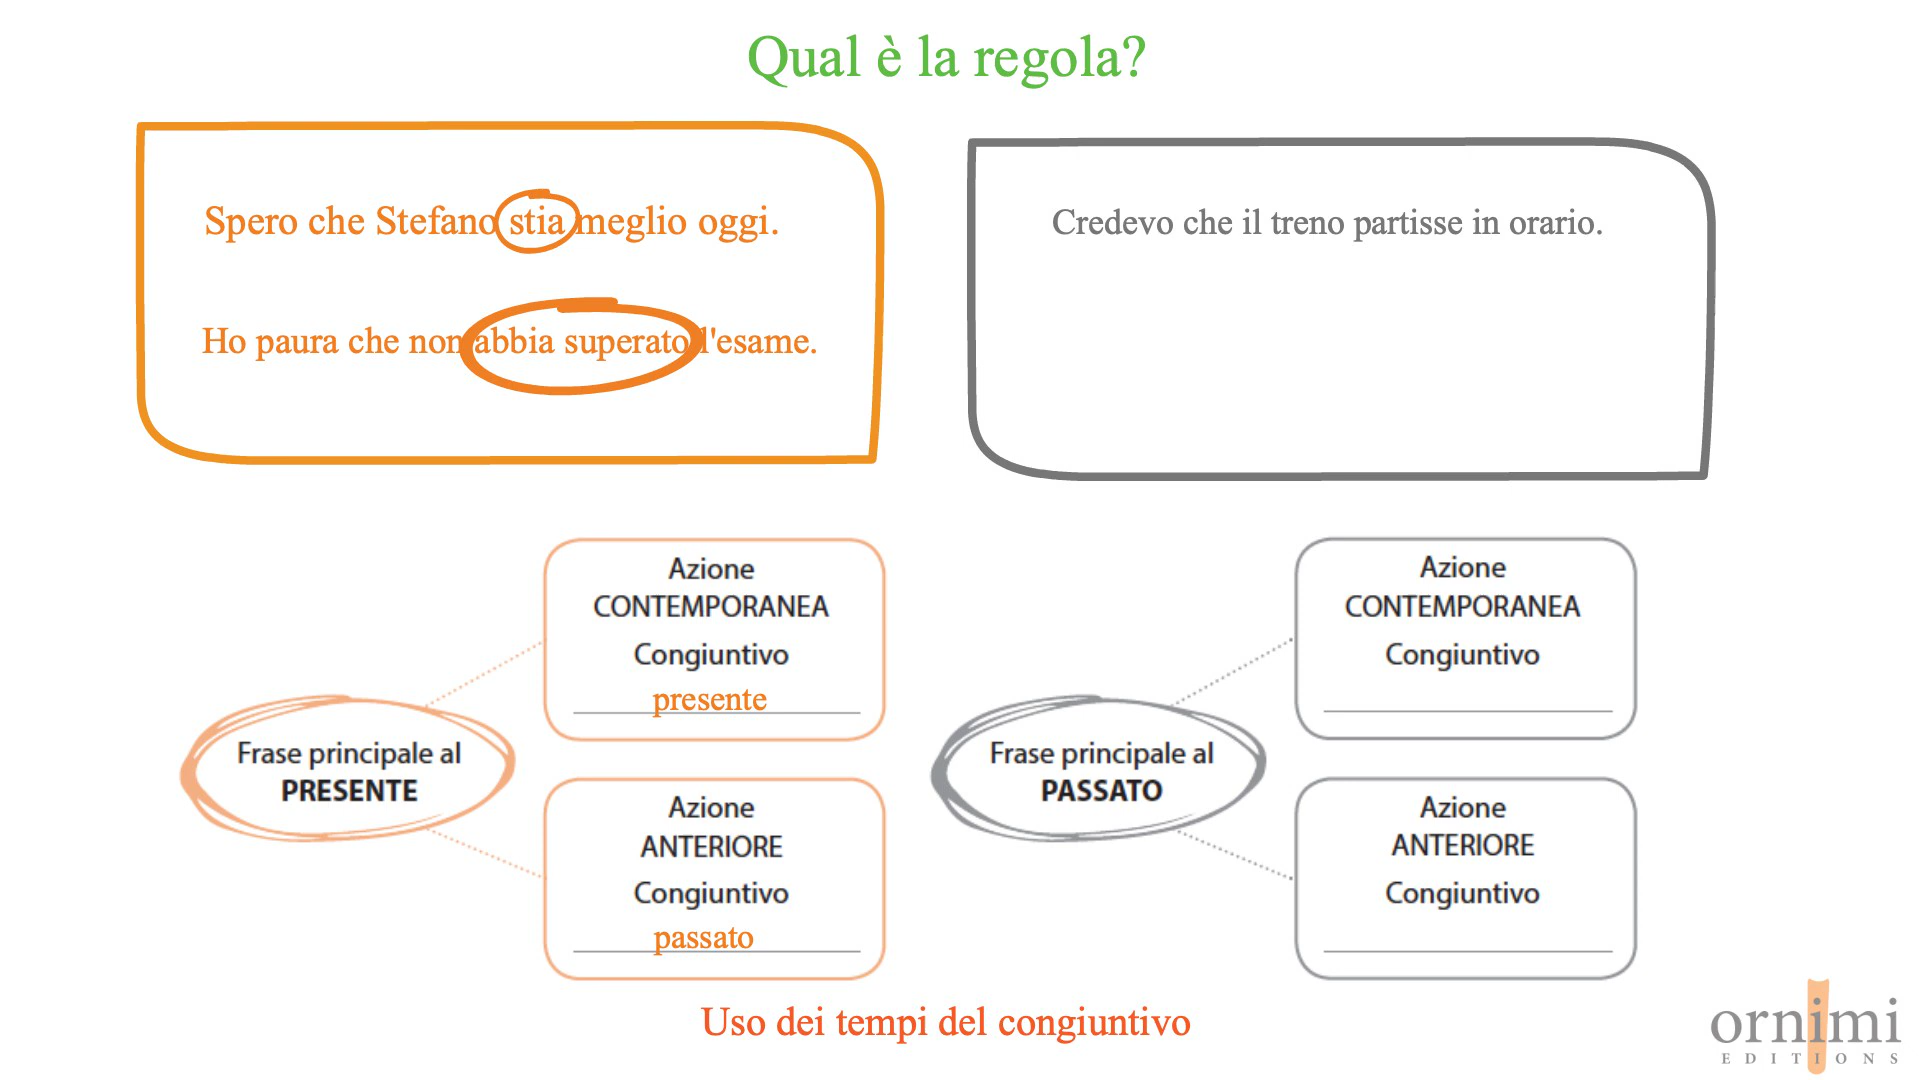 Qual è la regola?
Spero che Stefano stia meglio oggi.
Ho paura che non abbia superato l'esame.
Credevo che il treno partisse in orario.
Frase principale al
PRESENTE
Azione
CONTEMPORANEA
Congiuntivo
presente
Azione
ANTERIORE
Congiuntivo
passato
Frase principale al
PASSATO
Azione
CONTEMPORANEA
Congiuntivo
Azione
ANTERIORE
Congiuntivo
Uso dei tempi del congiuntivo
ornimi
EDITIONS